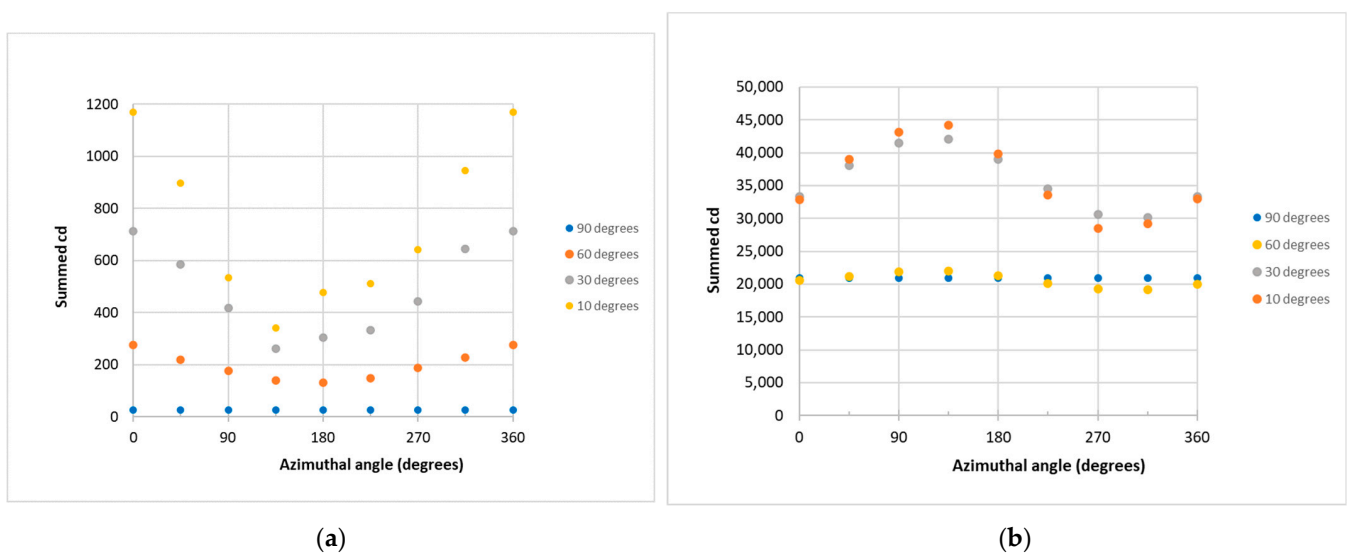 1200
1000
800
600
400
200
0
0 90 180 270 360
Summed cd
Azimuthal angle (degrees)
90 degrees
60 degrees
30 degrees
10 degrees
(a)
50,000
45,000
40,000
35,000
30,000
25,000
20,000
15,000
10,000
5,000
0
0 90 180 270 360
Summed cd
Azimuthal angle (degrees)
90 degrees
60 degrees
30 degrees
10 degrees
(b)